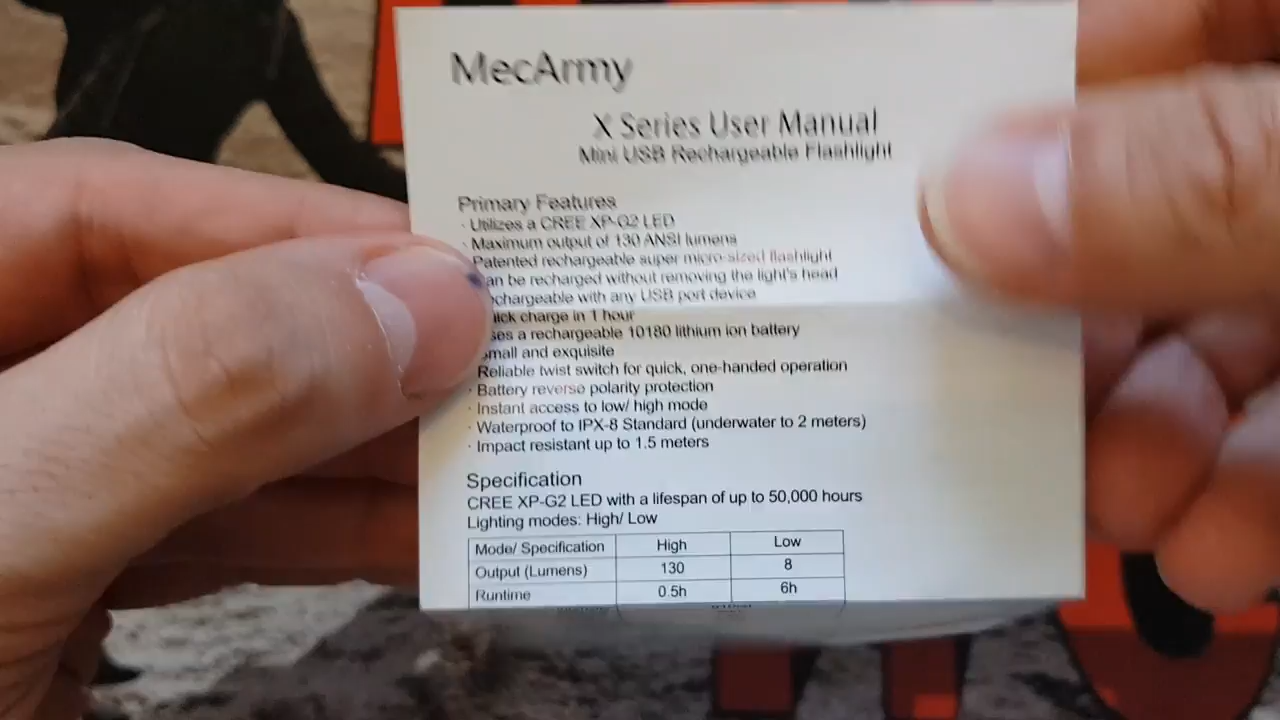 MecArmy
X Series User Manual
Mini USB Rechargeable Flashlight
Primary Features
· Utilizes a CREE XP-G2 LED
· Maximum output of 130 ANSI lumens
Patented rechargeable super micro-sized flashlight
an be recharged without removing the light's head
chargeable with any USB port device
ick charge in 1 hour
ses a rechargeable 10180 lithium ion battery
mall and exquisite
Reliable twist switch for quick, one-handed operation
· Battery reverse polarity protection
· Instant access to low/ high mode
· Waterproof to IPX-8 Standard (underwater to 2 meters)
· Impact resistant up to 1.5 meters
Specification
CREE XP-G2 LED with a lifespan of up to 50,000 hours
Lighting modes: High/ Low
Mode/ Specification High Low
Output (Lumens) 130 8
Runtime 0.5h 6h